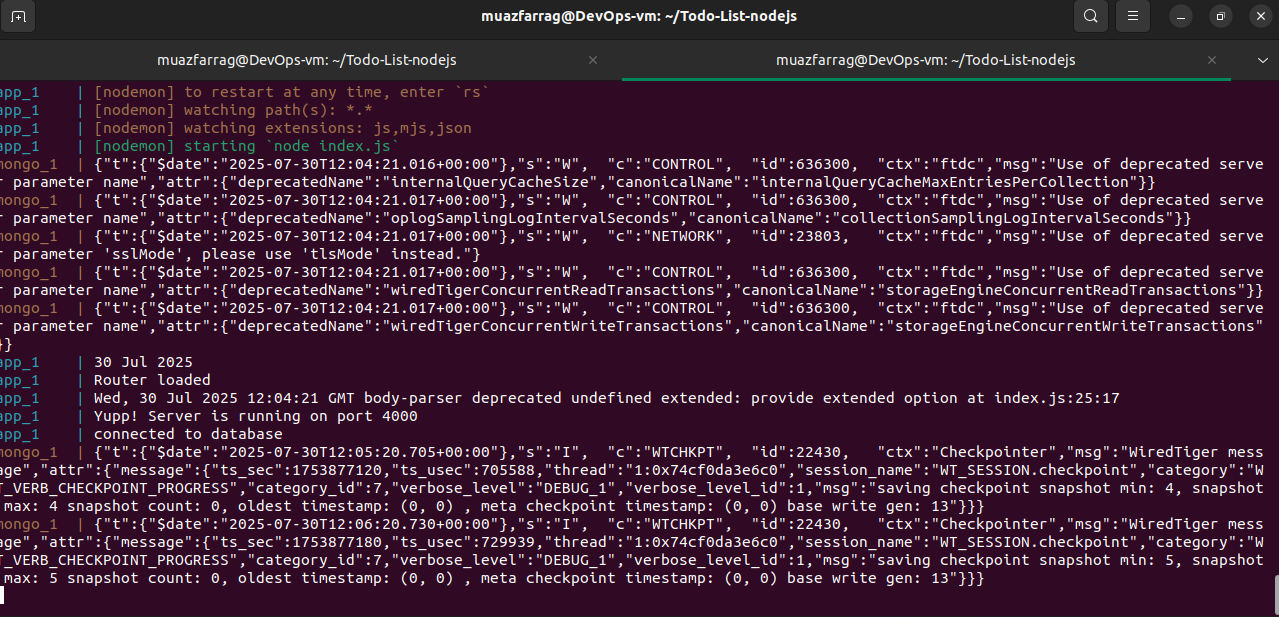 muazfarrag@DevOps-vm: ~/Todo-List-nodejs
muazfarrag@DevOps-vm: ~/Todo-List-nodejs
muazfarrag@DevOps-vm: ~/Todo-List-nodejs
app_1    | [nodemon] to restart at any time, enter `rs`
app_1    | [nodemon] watching path(s): *.*
app_1    | [nodemon] watching extensions: js,mjs,json
app_1    | [nodemon] starting `node index.js`
mongo_1  | {"t":{"$date":"2025-07-30T12:04:21.016+00:00"},"s":"W",  "c":"CONTROL",  "id":636300,  "ctx":"ftdc","msg":"Use of deprecated serve
r parameter name","attr":{"deprecatedName":"internalQueryCacheSize","canonicalName":"internalQueryCacheMaxEntriesPerCollection"}}
mongo_1  | {"t":{"$date":"2025-07-30T12:04:21.017+00:00"},"s":"W",  "c":"CONTROL",  "id":636300,  "ctx":"ftdc","msg":"Use of deprecated serve
r parameter name","attr":{"deprecatedName":"oplogSamplingLogIntervalSeconds","canonicalName":"collectionSamplingLogIntervalSeconds"}}
mongo_1  | {"t":{"$date":"2025-07-30T12:04:21.017+00:00"},"s":"W",  "c":"NETWORK",  "id":23803,   "ctx":"ftdc","msg":"Use of deprecated serve
r parameter 'sslMode', please use 'tlsMode' instead."}
mongo_1  | {"t":{"$date":"2025-07-30T12:04:21.017+00:00"},"s":"W",  "c":"CONTROL",  "id":636300,  "ctx":"ftdc","msg":"Use of deprecated serve
r parameter name","attr":{"deprecatedName":"wiredTigerConcurrentReadTransactions","canonicalName":"storageEngineConcurrentReadTransactions"}}
mongo_1  | {"t":{"$date":"2025-07-30T12:04:21.017+00:00"},"s":"W",  "c":"CONTROL",  "id":636300,  "ctx":"ftdc","msg":"Use of deprecated serve
r parameter name","attr":{"deprecatedName":"wiredTigerConcurrentWriteTransactions","canonicalName":"storageEngineConcurrentWriteTransactions"
}}
app_1    | 30 Jul 2025
app_1    | Router loaded
app_1    | Wed, 30 Jul 2025 12:04:21 GMT body-parser deprecated undefined extended: provide extended option at index.js:25:17
app_1    | Yupp! Server is running on port 4000
app_1    | connected to database
mongo_1  | {"t":{"$date":"2025-07-30T12:05:20.705+00:00"},"s":"I",  "c":"WTCHKPT",  "id":22430,   "ctx":"Checkpointer","msg":"WiredTiger mess
age","attr":{"message":{"ts_sec":1753877120,"ts_usec":705588,"thread":"1:0x74cf0da3e6c0","session_name":"WT_SESSION.checkpoint","category":"W
T_VERB_CHECKPOINT_PROGRESS","category_id":7,"verbose_level":"DEBUG_1","verbose_level_id":1,"msg":"saving checkpoint snapshot min: 4, snapshot
 max: 4 snapshot count: 0, oldest timestamp: (0, 0) , meta checkpoint timestamp: (0, 0) base write gen: 13"}}}
mongo_1  | {"t":{"$date":"2025-07-30T12:06:20.730+00:00"},"s":"I",  "c":"WTCHKPT",  "id":22430,   "ctx":"Checkpointer","msg":"WiredTiger mess
age","attr":{"message":{"ts_sec":1753877180,"ts_usec":729939,"thread":"1:0x74cf0da3e6c0","session_name":"WT_SESSION.checkpoint","category":"W
T_VERB_CHECKPOINT_PROGRESS","category_id":7,"verbose_level":"DEBUG_1","verbose_level_id":1,"msg":"saving checkpoint snapshot min: 5, snapshot
 max: 5 snapshot count: 0, oldest timestamp: (0, 0) , meta checkpoint timestamp: (0, 0) base write gen: 13"}}}